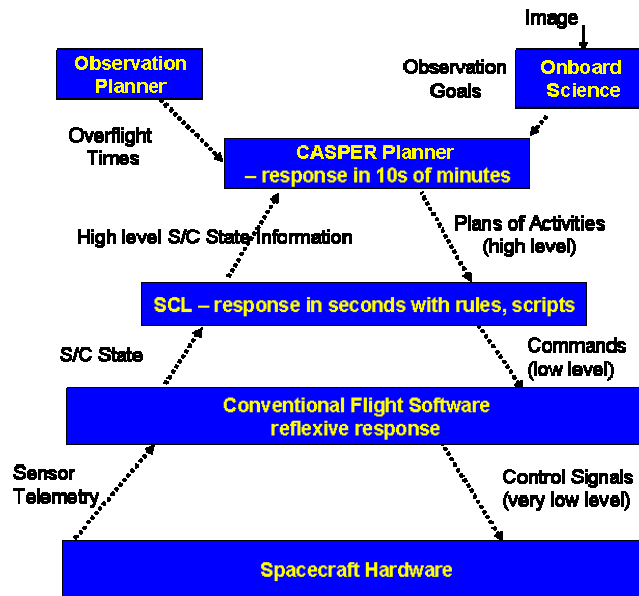 Image
Observation
Planner
Observation
Goals
Onboard
Science
Overflight
Times
CASPER Planner
– response in 10s of minutes
High level S/C State Information
Plans of Activities
(high level)
SCL – response in seconds with rules, scripts
S/C State
Commands
(low level)
Conventional Flight Software
reflexive response
Sensor
Telemetry
Control Signals
(very low level)
Spacecraft Hardware